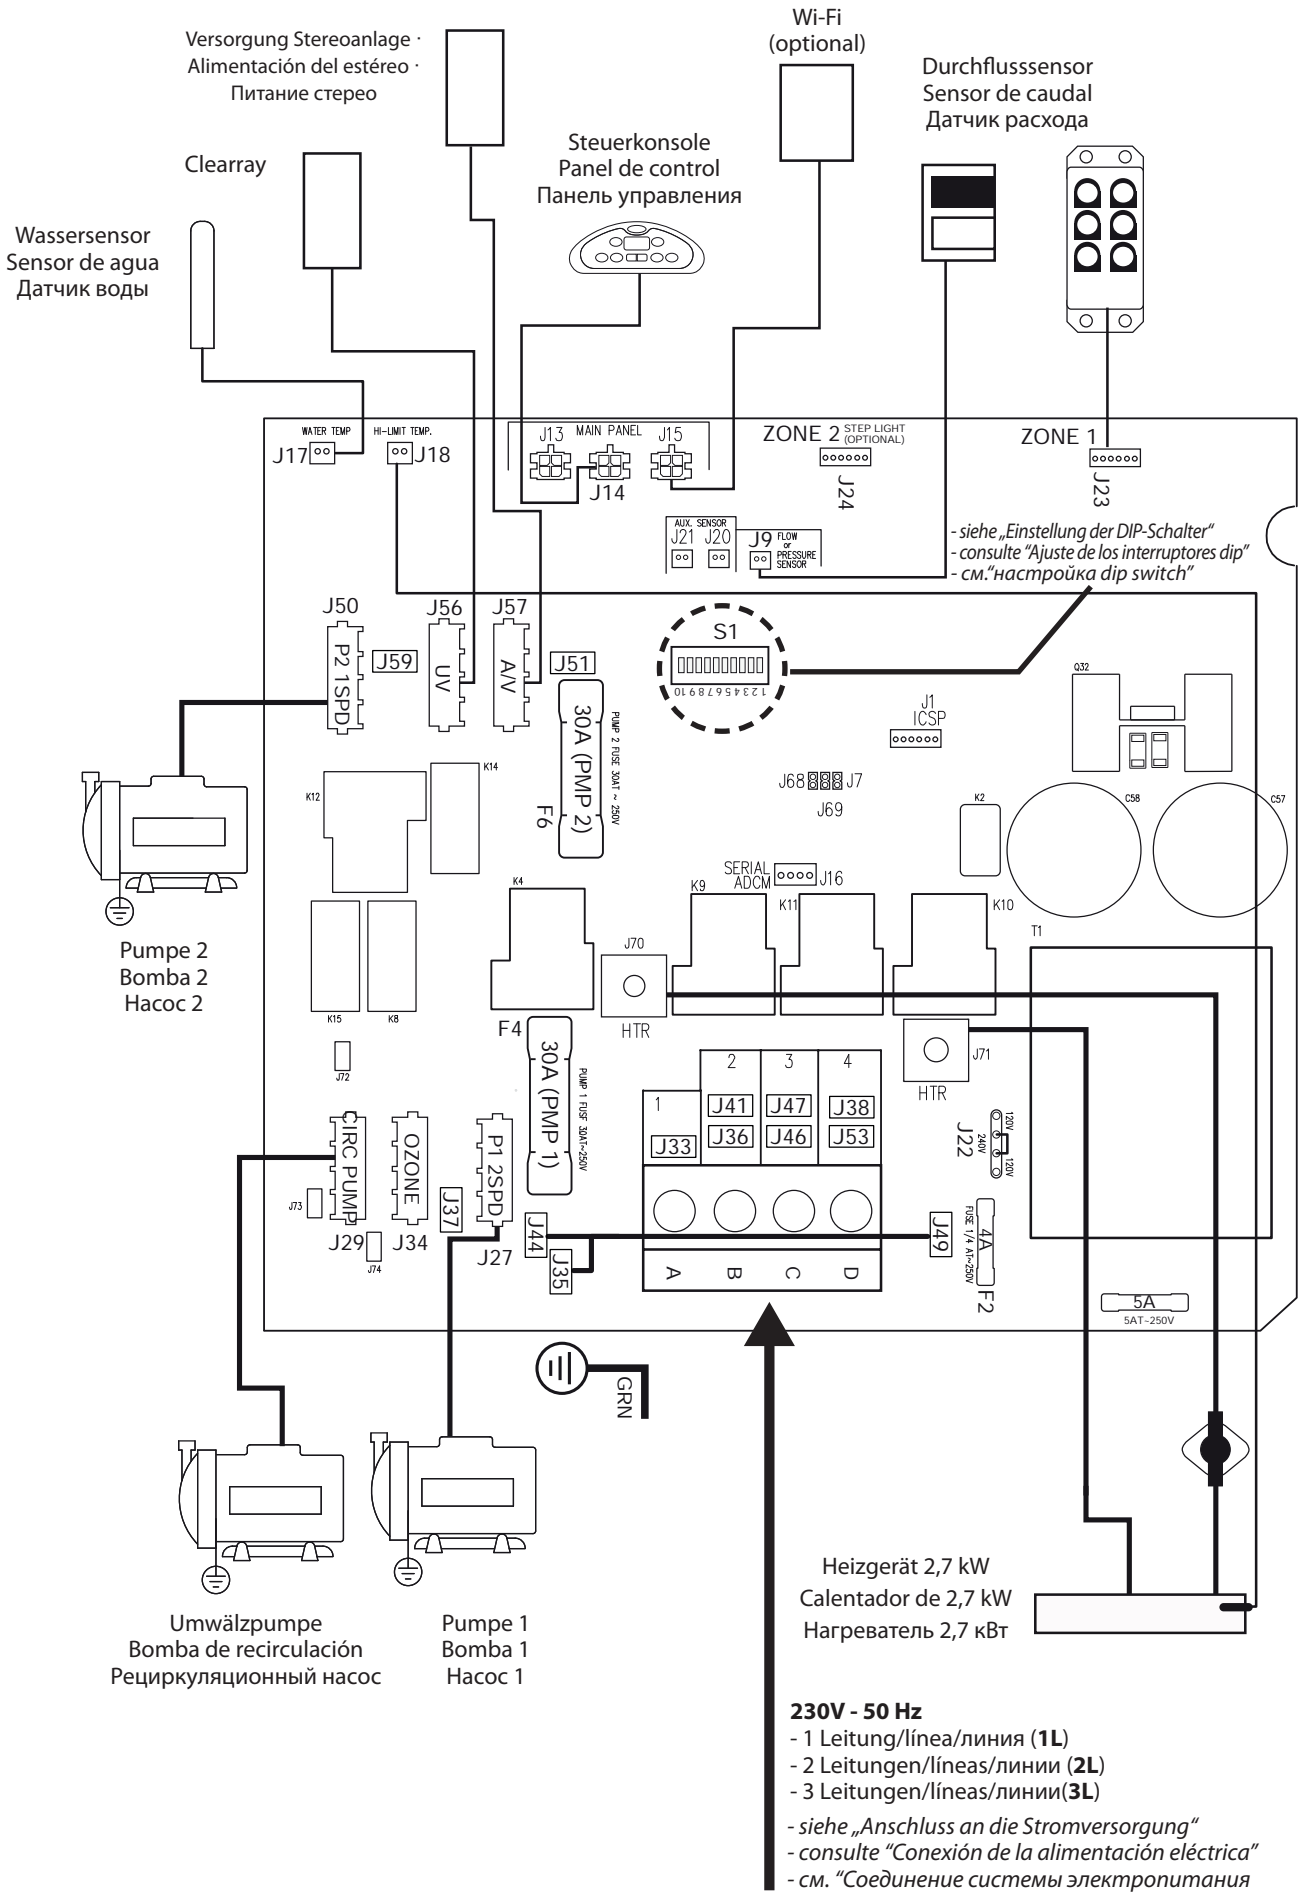 Versorgung Stereoanlage ·
Alimentación del estéreo ·
Питание стерео
Wi-Fi
(optional)
Durchflusssensor
Sensor de caudal
Датчик расхода
Steuerkonsole
Panel de control
Панель управления
Clearray
Wassersensor
Sensor de agua
Датчик воды
WATER TEMP
J17
HI-LIMIT TEMP.
J18
J13
MAIN PANEL
J15
J14
ZONE 2
STEP LIGHT
(OPTIONAL)
J24
ZONE 1
J23
AUX. SENSOR
J21
J20
J9
FLOW
or
PRESSURE
SENSOR
- siehe „Einstellung der DIP-Schalter“
- consulte “Ajuste de los interruptores dip”
- см.“настройка dip switch”
J50
P2 1SPD
J59
J56
UV
J57
A/V
J51
S1
12345678910
30A (PMP 2)
PUMP 2 FUSE 30AT ~ 250V
F6
J1
ICSP
Q32
J68
J7
J69
K12
K14
K2
C58
C57
SERIAL
ADCM
J16
K4
K9
K11
K10
T1
J70
HTR
K15
K8
Pumpe 2
Bomba 2
Насос 2
F4
30A (PMP 1)
PUMP 1 FUSF 30AT~250V
J71
HTR
J72
1
2
3
4
J33
J41
J36
J47
J46
J38
J53
J22
120V
240V
120V
CIRC PUMP
J29
J73
J74
OZONE
J34
J37
P1 2SPD
J27
J44
J35
A
B
C
D
J49
4A
FUSE 1/4 AT~250V
F2
5A
5AT~250V
GRN
Umwälzpumpe
Bomba de recirculación
Рециркуляционный насос
Pumpe 1
Bomba 1
Насос 1
Heizgerät 2,7 kW
Calentador de 2,7 kW
Нагреватель 2,7 кВт
230V - 50 Hz
- 1 Leitung/línea/линия (1L)
- 2 Leitungen/líneas/линии (2L)
- 3 Leitungen/líneas/линии(3L)
- siehe „Anschluss an die Stromversorgung“
- consulte “Conexión de la alimentación eléctrica”
- см. “Соединение системы электропитания